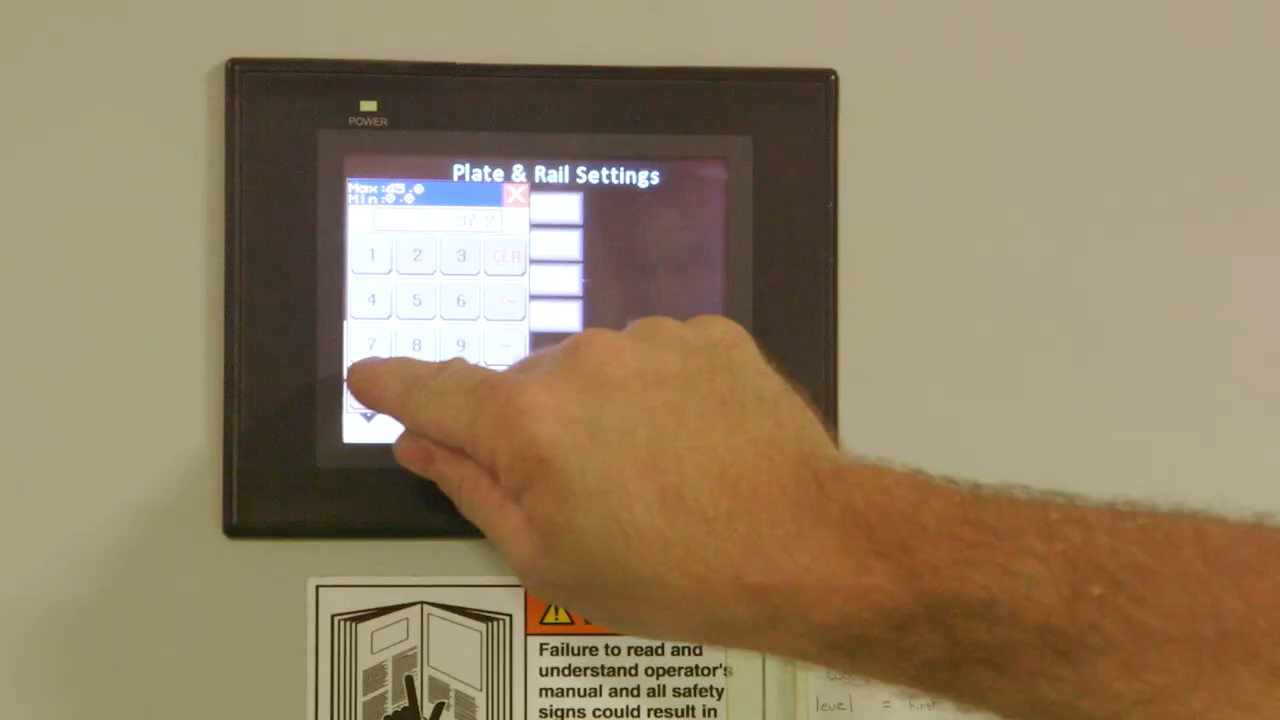 POWER
Plate & Rail Settings
Max:45.0
Min:0.0
37.2
1 2 3 CLR
4 5 6 <-
7 8 9 -
Failure to read and
understand operator's
manual and all safety
signs could result in
level = First